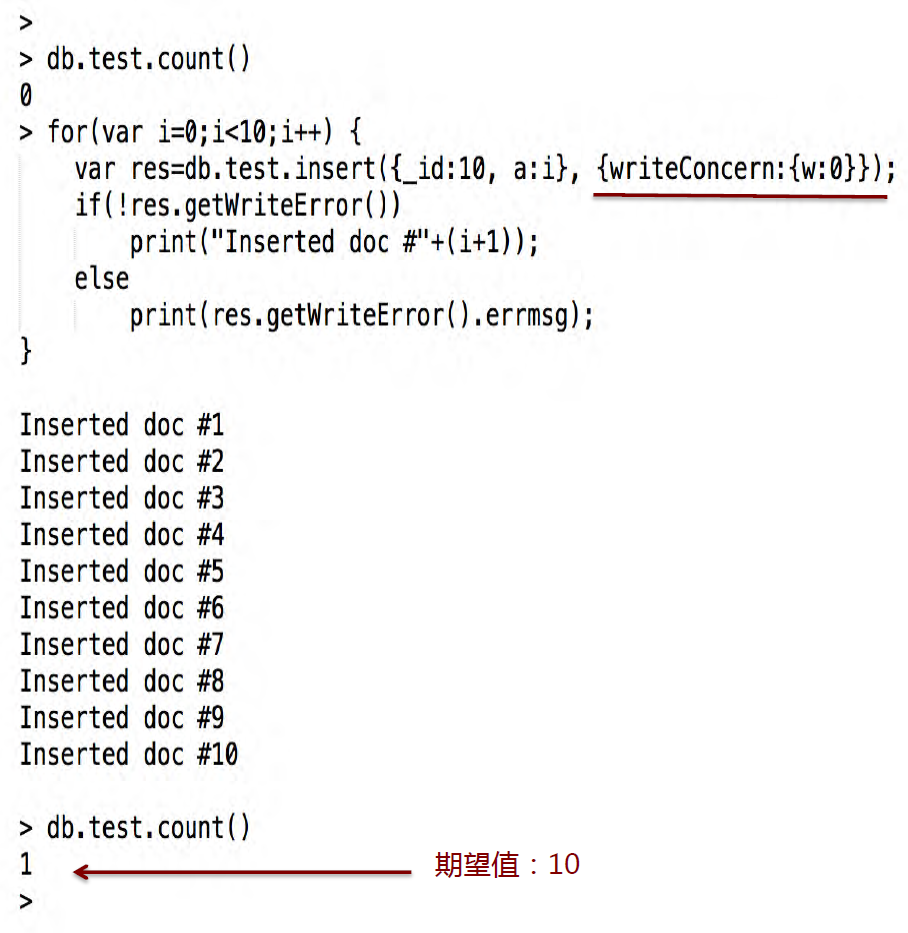 >
> db.test.count()
0
> for(var i=0;i<10;i++) {
    var res=db.test.insert({_id:10, a:i}, {writeConcern:{w:0}});
    if(!res.getWriteError())
        print("Inserted doc #"+(i+1));
    else
        print(res.getWriteError().errmsg);
}
Inserted doc #1
Inserted doc #2
Inserted doc #3
Inserted doc #4
Inserted doc #5
Inserted doc #6
Inserted doc #7
Inserted doc #8
Inserted doc #9
Inserted doc #10
> db.test.count()
1 期望值：10
>